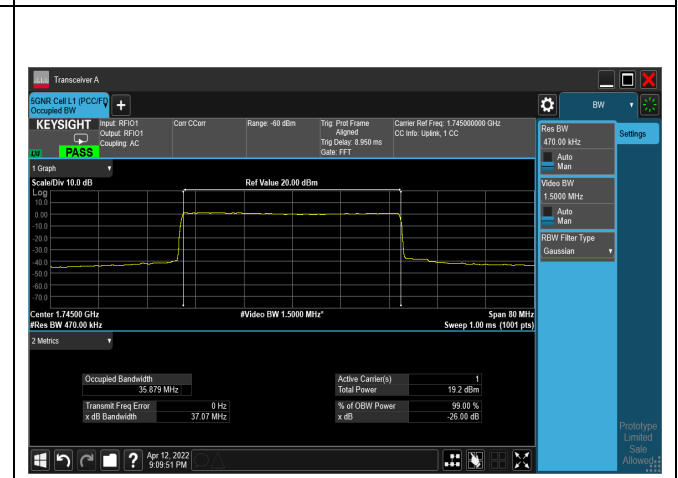 Transceiver A
5GNR Cell L1 (PCC/FD
Occupied BW
+
BW
KEYSIGHT
Input: RFIO1
Output: RFIO1
Coupling: AC
Corr CCorr
Range: -60 dBm
Trig: Prot Frame
Aligned
Trig Delay: 8.950 ms
Gate: FFT
Carrier Ref Freq: 1.745000000 GHz
CC Info: Uplink, 1 CC
PASS
Res BW
470.00 kHz
Auto
Man
Settings
Video BW
1.5000 MHz
Auto
Man
RBW Filter Type
Gaussian
1 Graph
Scale/Div 10.0 dB
Ref Value 20.00 dBm
Log
10.0
0.00
-10.0
-20.0
-30.0
-40.0
-50.0
-60.0
-70.0
Center 1.74500 GHz
#Video BW 1.5000 MHz*
Span 80 MHz
#Res BW 470.00 kHz
Sweep 1.00 ms (1001 pts)
2 Metrics
Occupied Bandwidth
35.879 MHz
Active Carrier(s) 1
Total Power 19.2 dBm
Transmit Freq Error 0 Hz
x dB Bandwidth 37.07 MHz
% of OBW Power 99.00 %
x dB -26.00 dB
Prototype
Limited
Sale
Allowed
?
Apr 12, 2022
9:09:51 PM